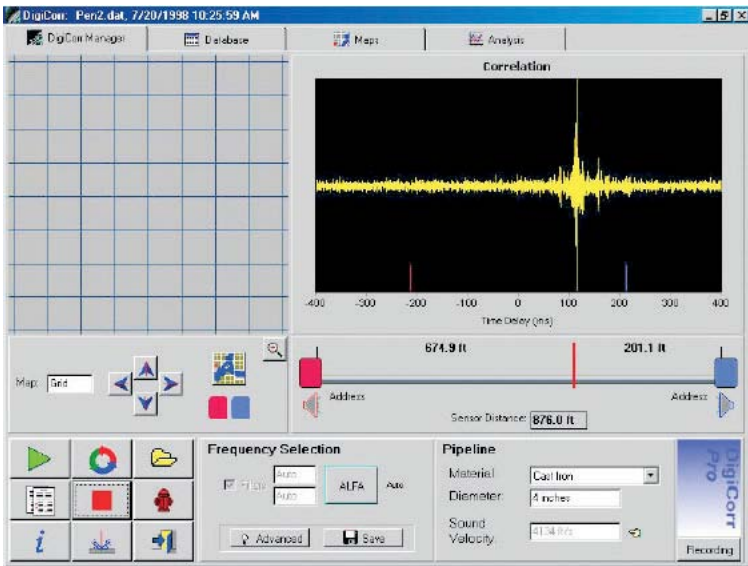 DigiCorr: Pen2.dat, 7/20/1998 10:25:59 AM
DigiCorr Manager Database Maps Analysis
Correlation
-400 -300 -200 -100 0 100 200 300 400
Time Delay (ms)
Map: Grid
674.9 ft 201.1 ft
Address Address
Sensor Distance: 876.0 ft
Frequency Selection
Filters Auto
Auto
ALFA Auto
Advanced Save
Pipeline
Material Cast Iron
Diameter: 4 inches
Sound
Velocity
DigiCorr
Pro
Recording